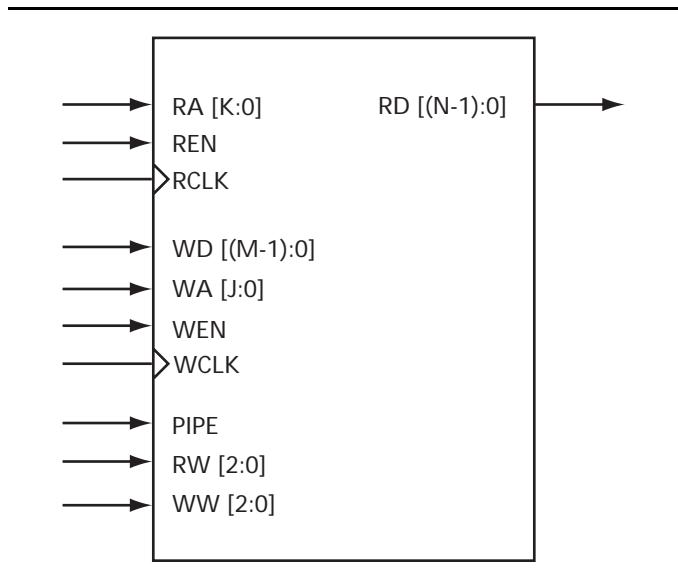 RA [K:0] RD [(N-1):0]
REN
RCLK
WD [(M-1):0]
WA [J:0]
WEN
WCLK
PIPE
RW [2:0]
WW [2:0]